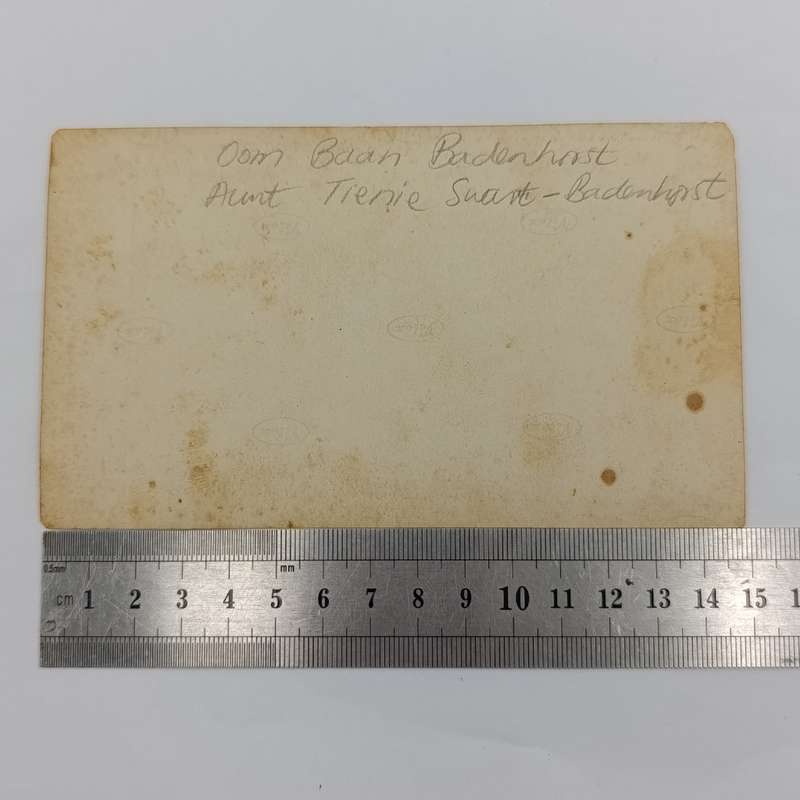 Oom Baan Badenhorst
Aunt Tienie Swart-Badenhorst
0.5mm mm
cm 1 2 3 4 5 6 7 8 9 10 11 12 13 14 15